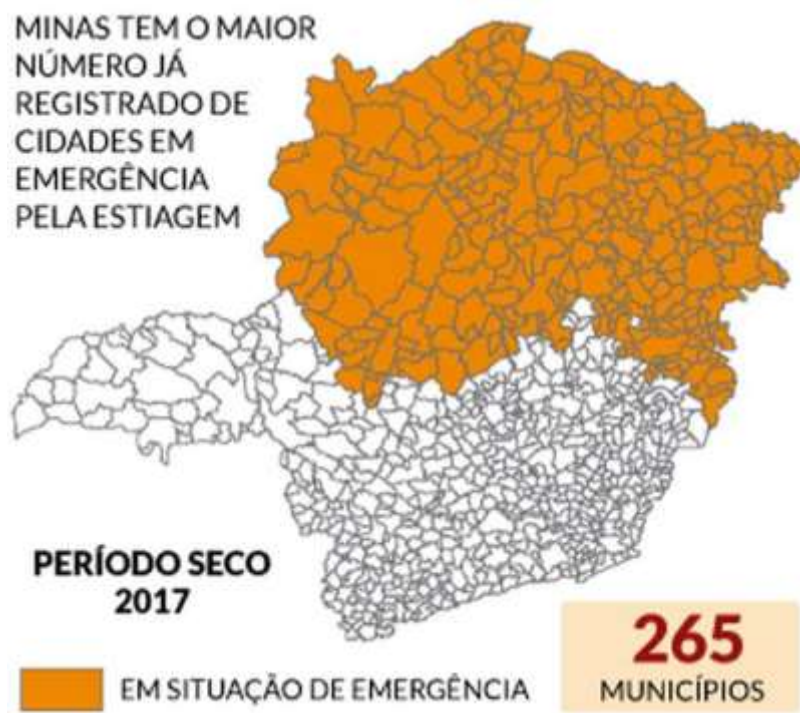 MINAS TEM O MAIOR
NÚMERO JÁ
REGISTRADO DE
CIDADES EM
EMERGÊNCIA
PELA ESTIAGEM
PERÍODO SECO
2017
EM SITUAÇÃO DE EMERGÊNCIA
265
MUNICÍPIOS